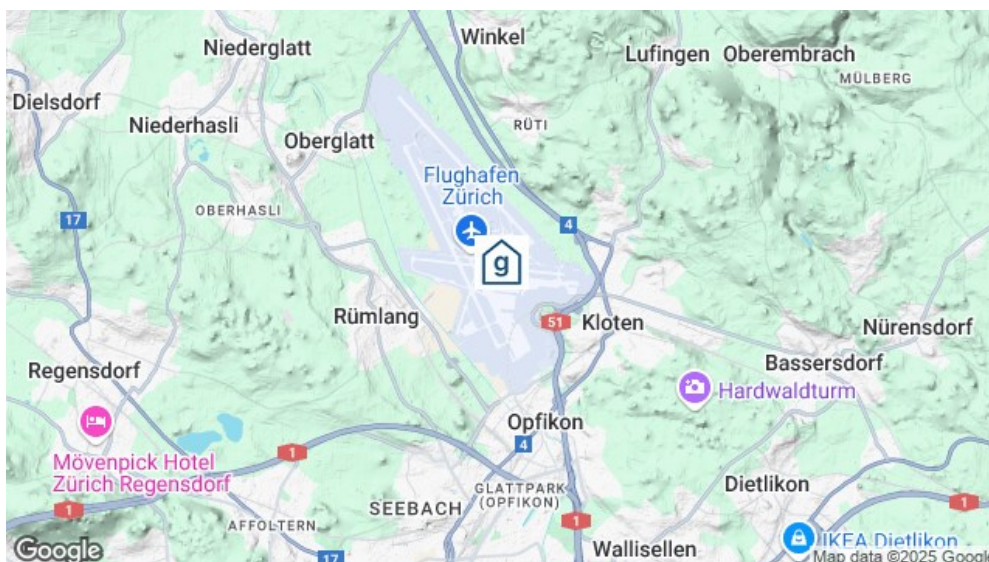 Winkel
Niederglatt
Lufingen
Oberembrach
MÜLBERG
Dielsdorf
Niederhasli
RÜTI
Oberglatt
Flughafen
Zürich
OBERHASLI
17
4
g
Rümlang
51
Kloten
Nürensdorf
Bassersdorf
Regensdorf
Hardwaldturm
Opfikon
4
1
Mövenpick Hotel
Zürich Regensdorf
Dietlikon
GLATTPARK
(OPFIKON)
SEEBACH
1
1
1
AFFOLTERN
IKEA Dietlikon
Wallisellen
17
Google
Map data ©2025 Google